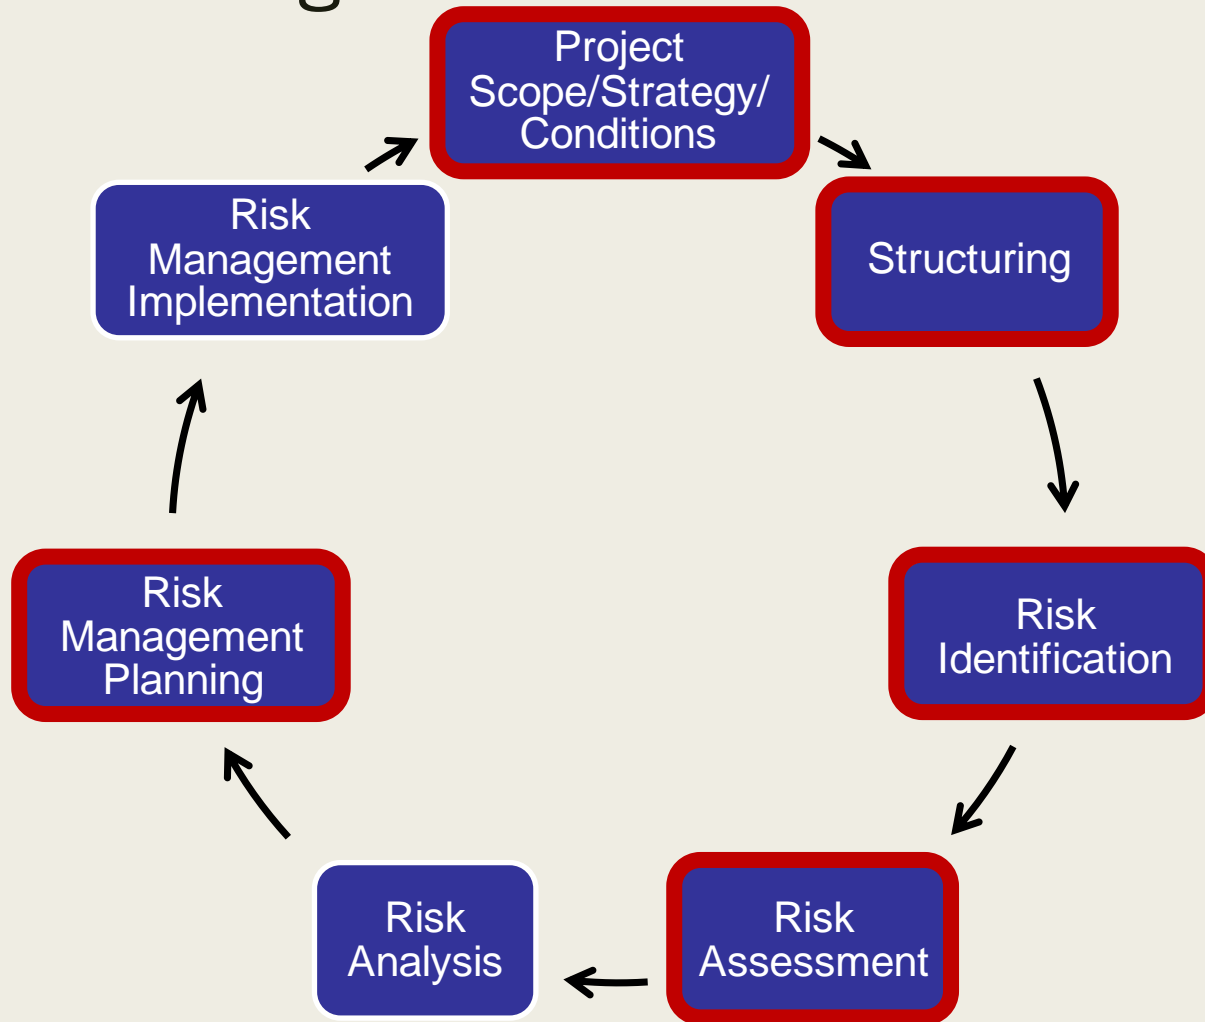 Project
Scope/Strategy/
Conditions
Structuring
Risk
Identification
Risk
Assessment
Risk
Analysis
Risk
Management
Planning
Risk
Management
Implementation